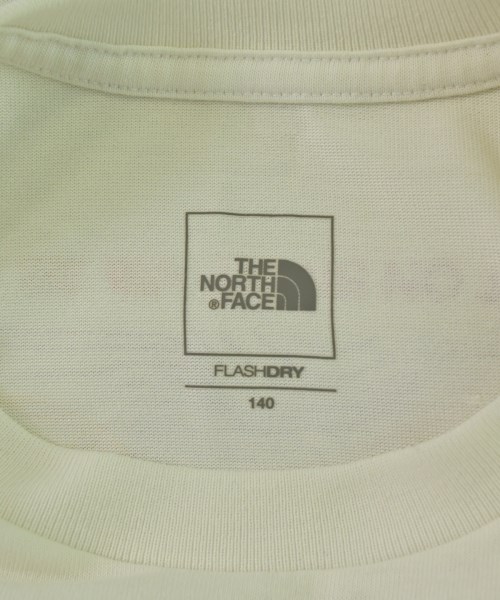 THE
NORTH
®FACE
FLASHDRY
140